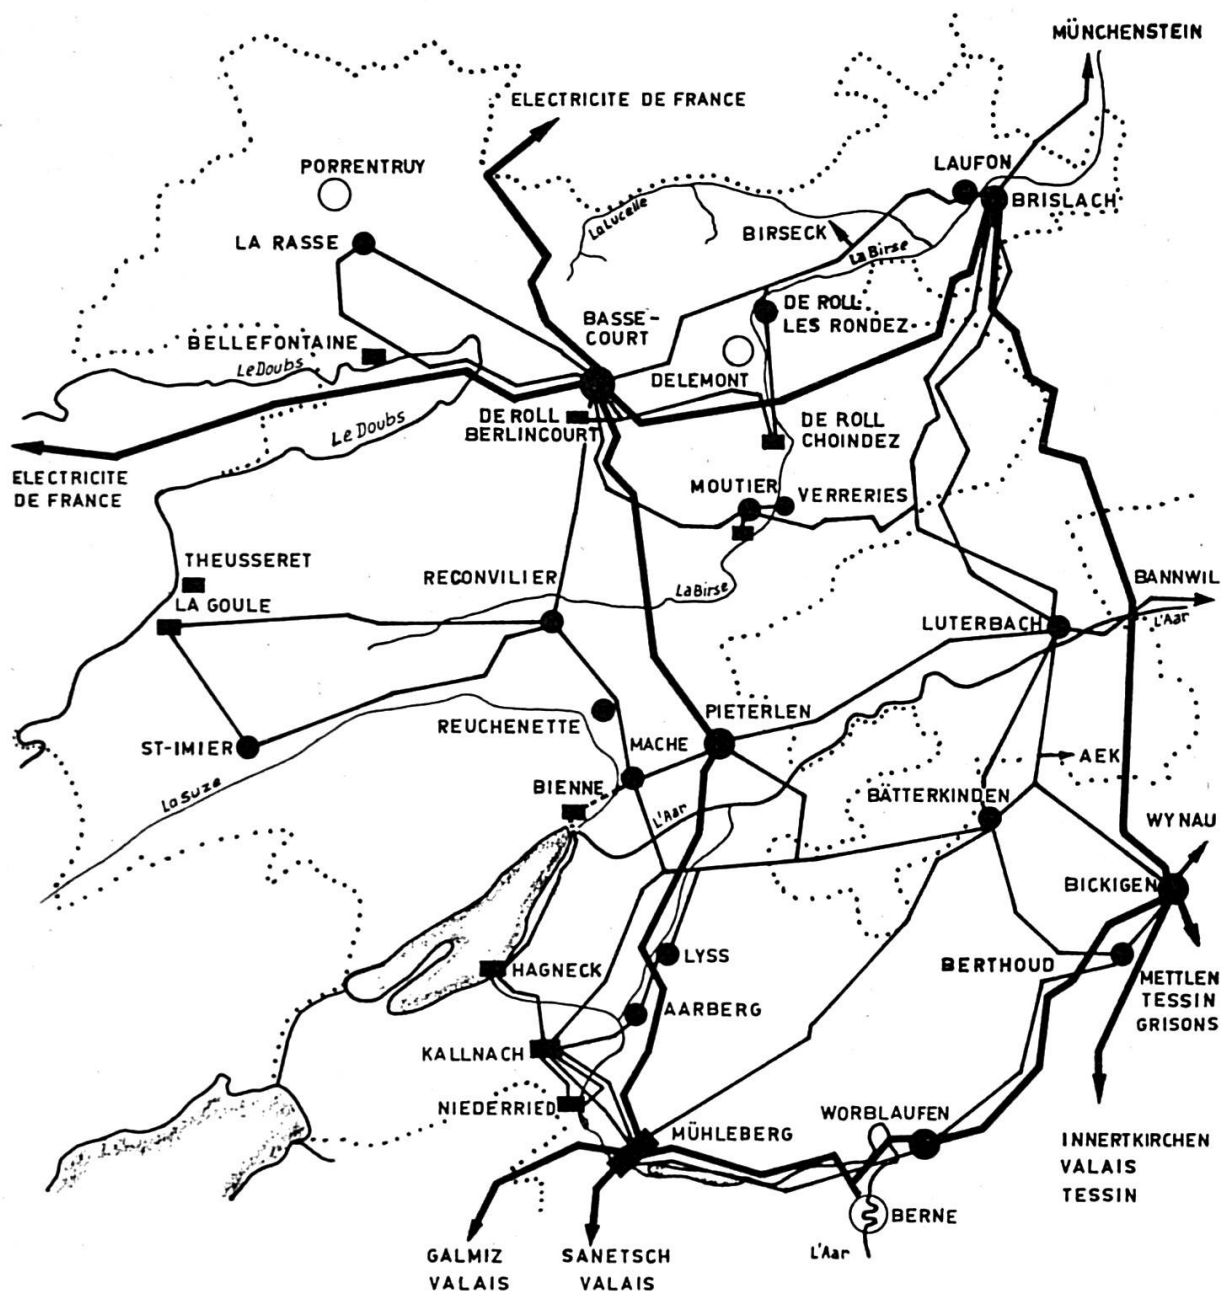 MÜNCHENSTEIN
ELECTRICITE DE FRANCE
PORRENTRUY
LAUFON
BRISLACH
LA RASSE
La Lucelle
BIRSECK
La Birse
BASSE-
COURT
DE ROLL
LES RONDEZ
BELLEFONTAINE
Le Doubs
DELEMONT
DE ROLL
BERLINCOURT
Le Doubs
DE ROLL
CHOINDEZ
ELECTRICITE
DE FRANCE
MOUTIER
VERRERIES
THEUSSERET
RECONVILIER
La Birse
BANNWIL
LA GOULE
LUTERBACH
L'Aar
REUCHENETTE
PIETERLEN
ST-IMIER
MACHE
AEK
La Suze
BIENNE
BÄTTERKINDEN
L'Aar
WYNAU
BICKIGEN
HAGNECK
LYSS
BERTHOUD
METTLEN
TESSIN
GRISONS
AARBERG
KALLNACH
NIEDERRIED
MÜHLEBERG
WORBLAUFEN
INNERTKIRCHEN
VALAIS
TESSIN
BERNE
L'Aar
GALMIZ
VALAIS
SANETSCH
VALAIS